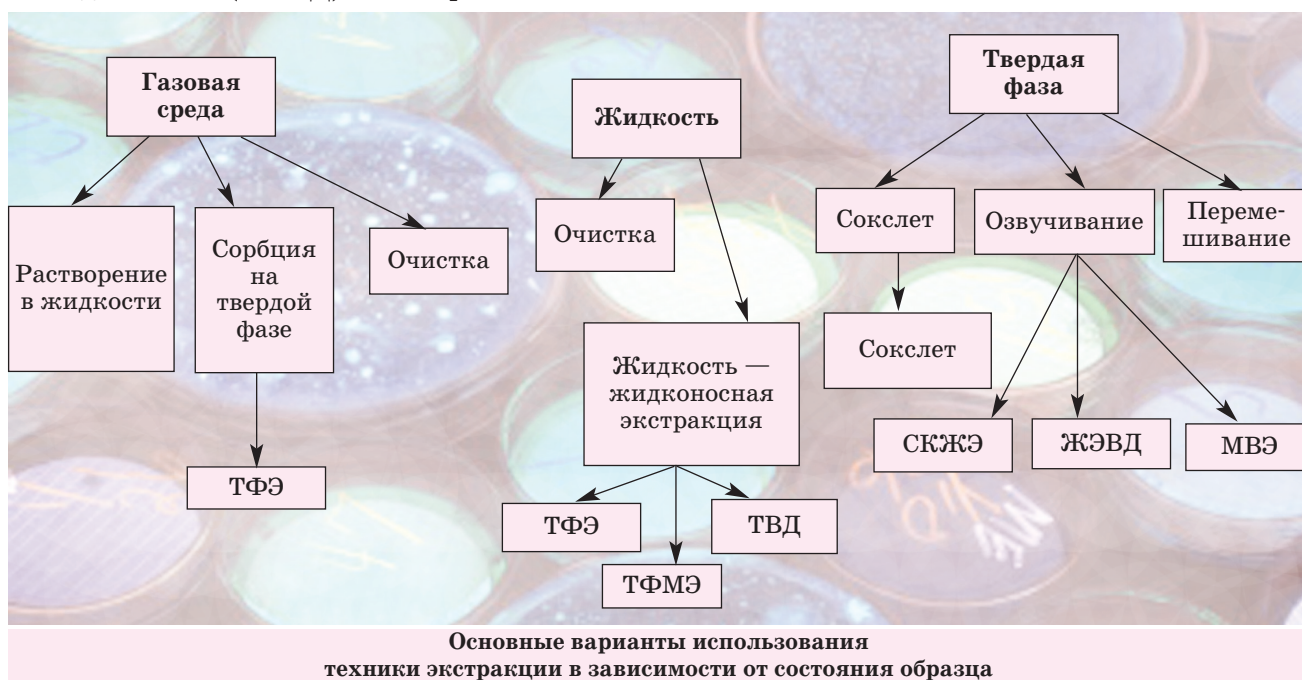 Газовая
среда
Растворение
в жидкости
Сорбция
на
твердой
фазе
Очистка
ТФЭ
Жидкость
Очистка
Жидкость —
жидконосная
экстракция
ТФЭ
ТВД
ТФМЭ
Твердая
фаза
Сокслет
Озвучивание
Переме-
шивание
Сокслет
СКЖЭ
ЖЭВД
МВЭ
Основные варианты использования
техники экстракции в зависимости от состояния образца